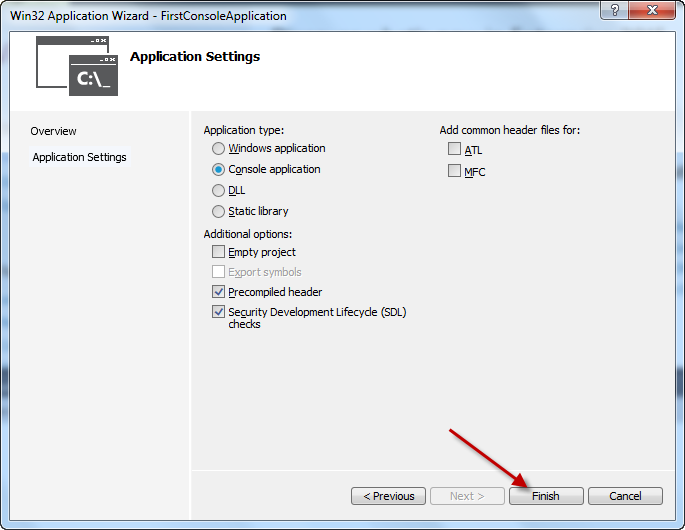 Win32 Application Wizard - FirstConsoleApplication
C:\_
Application Settings
Overview
Application Settings
Application type:
Windows application
Console application
DLL
Static library
Additional options:
Empty project
Export symbols
Precompiled header
Security Development Lifecycle (SDL)
checks
Add common header files for:
ATL
MFC
< Previous
Next >
Finish
Cancel